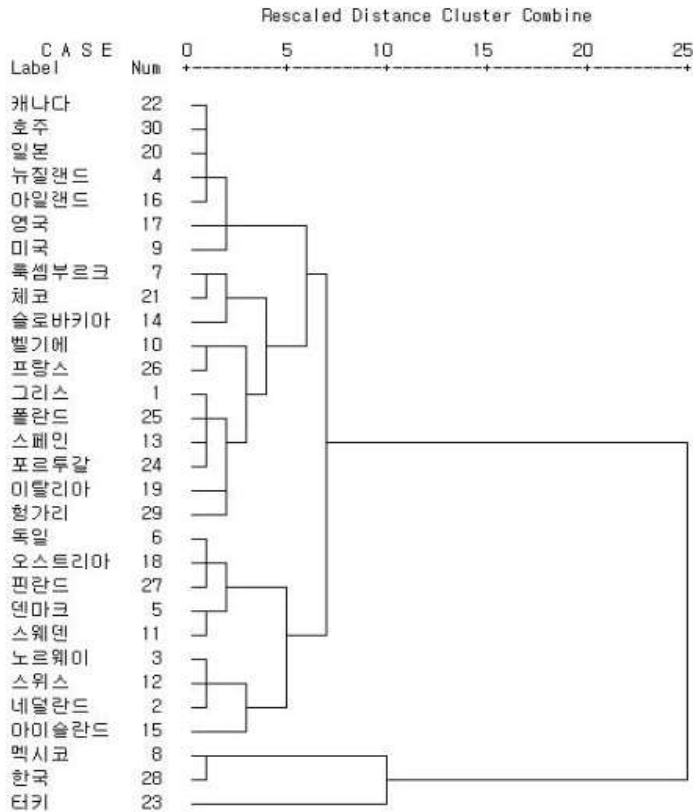 Rescaled Distance Cluster Combine
C A S E 0 5 10 15 20 25
Label Num
캐나다 22
호주 30
일본 20
뉴질랜드 4
아일랜드 16
영국 17
미국 9
룩셈부르크 7
체코 21
슬로바키아 14
벨기에 10
프랑스 26
그리스 1
폴란드 25
스페인 13
포르투갈 24
이탈리아 19
헝가리 29
독일 6
오스트리아 18
핀란드 27
덴마크 5
스웨덴 11
노르웨이 3
스위스 12
네덜란드 2
아이슬란드 15
멕시코 8
한국 28
터키 23